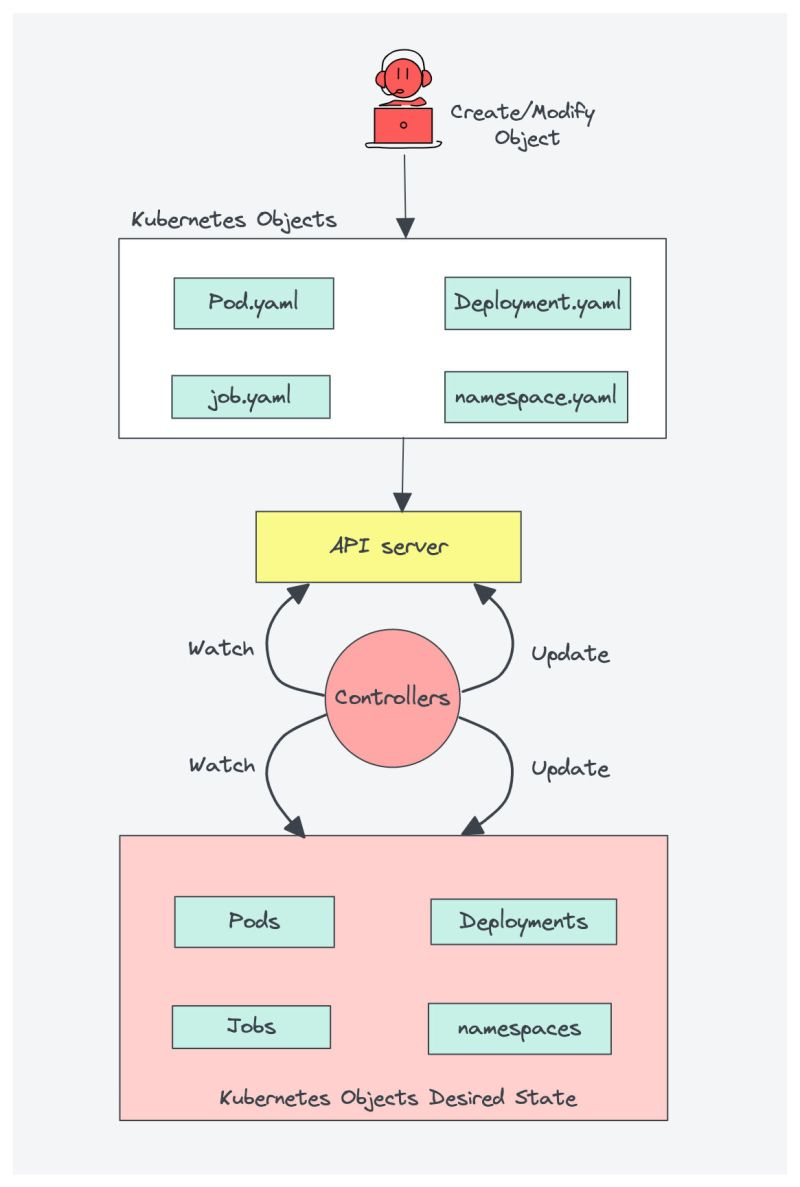 Create/Modify
Object
Kubernetes Objects
Pod.yaml
Deployment.yaml
job.yaml
namespace.yaml
API server
Watch
Update
Controllers
Watch
Update
Pods
Deployments
Jobs
namespaces
Kubernetes Objects Desired State